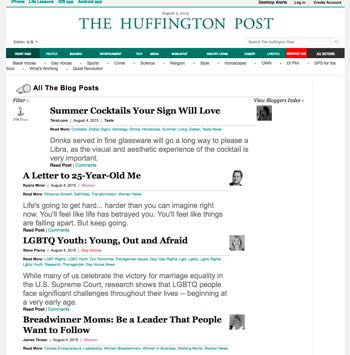 iPhone Life Lessons iOS app Android app
Desktop Alerts Log in Create Account
August 4, 2015
THE HUFFINGTON POST
Edition: U.S.
Search The Huffington Post
FRONT PAGE POLITICS BUSINESS ENTERTAINMENT TECH MEDIA WORLDPOST HEALTHY LIVING COMEDY LIFESTYLE HUFFPOST LIVE ALL SECTIONS
Black Voices • Gay Voices • Cinema • Science • Religion • Style • Horoscopes • OWN • Dr Phil • GPS for the
Soul • What's Working • Sports • Quiet Revolution
All The Blog Posts
Filter ›
View Bloggers Index ›
Summer Cocktails Your Sign Will Love
Tarot.com | August 4, 2015 | Taste
Read More: Cocktails, Zodiac Signs, Astrology, Drinks, Horoscope, Summer Living, Zodiac, Taste News
Drinks served in fine glassware will go a long way to please a
Libra, as the visual and aesthetic experience of the cocktail is
very important.
Read Post | Comments
A Letter to 25-Year-Old Me
Kyana Miner | August 4, 2015 | Women
Read More: Personal Growth, Self-Help, Transformation, Women News
Life's going to get hard... harder than you can imagine right
now. You'll feel like life has betrayed you. You'll feel like things
are falling apart. But keep going.
Read Post | Comments
LGBTQ Youth: Young, Out and Afraid
Steve Pierce | August 4, 2015 | Gay Voices
Read More: LGBT Rights, LGBT Youth, Our Tomorrow, Transgender Issues, Gay, Gay Rights, Lgbt, Lgbtq, Lgbtq Rights,
Lgbtq Youth, Research, Transgender, Gay Voices News
While many of us celebrate the victory for marriage equality in
the U.S. Supreme Court, research shows that LGBTQ people
face significant challenges throughout their lives -- beginning at
a very early age.
Read Post | Comments
Breadwinner Moms: Be a Leader That People
Want to Follow
August 4, 2015 | Women
Read More: Female Entrepreneurs, Leadership, Women Breadwinners, Women In Business, Working Moms, Women News